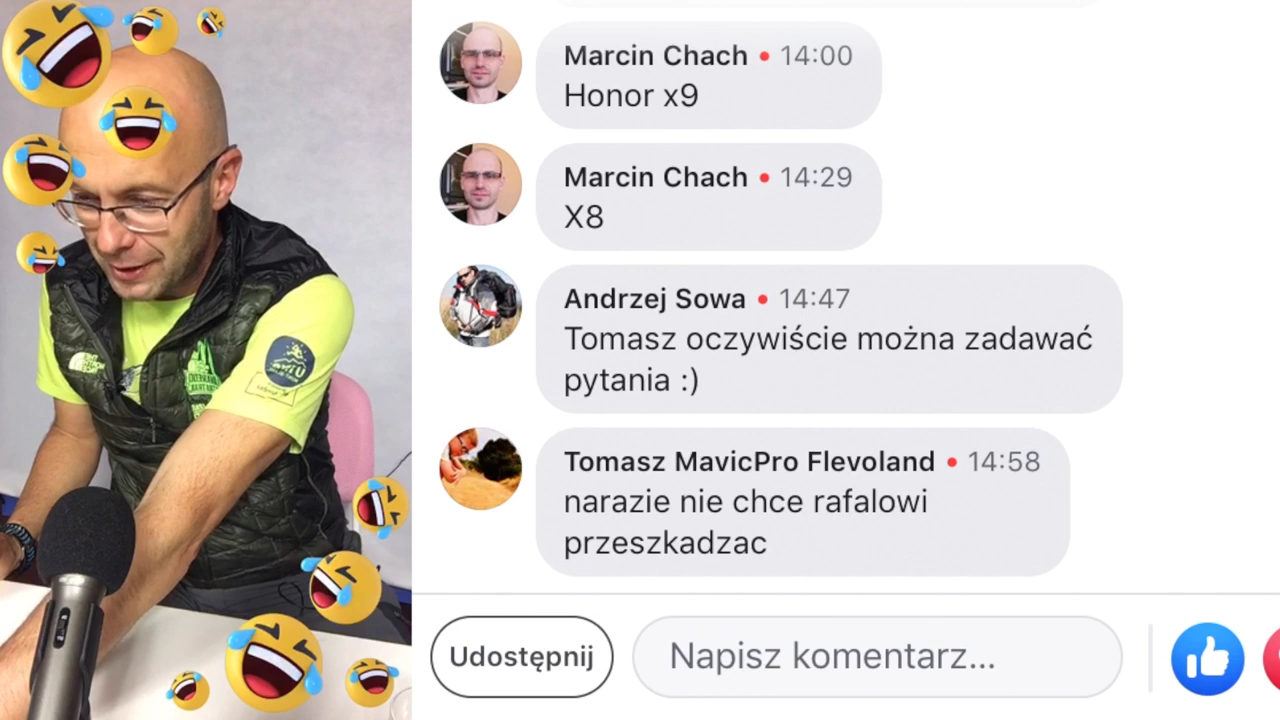 Marcin Chach • 14:00
Honor x9
Marcin Chach • 14:29
X8
Andrzej Sowa • 14:47
Tomasz oczywiście można zadawać
pytania :)
Tomasz MavicPro Flevoland • 14:58
narazie nie chce rafalowi
przeszkadzac
Udostępnij
Napisz komentarz...